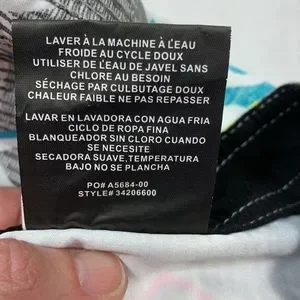 LAVER À LA MACHINE À L'EAU
FROIDE AU CYCLE DOUX
UTILISER DE L'EAU DE JAVEL SANS
CHLORE AU BESOIN
SÉCHAGE PAR CULBUTAGE DOUX
CHALEUR FAIBLE NE PAS REPASSER
LAVAR EN LAVADORA CON AGUA FRIA
CICLO DE ROPA FINA
BLANQUEADOR SIN CLORO CUANDO
SE NECESITE
SECADORA SUAVE, TEMPERATURA
BAJO NO SE PLANCHA
PO# A5684-00
STYLE# 34206600